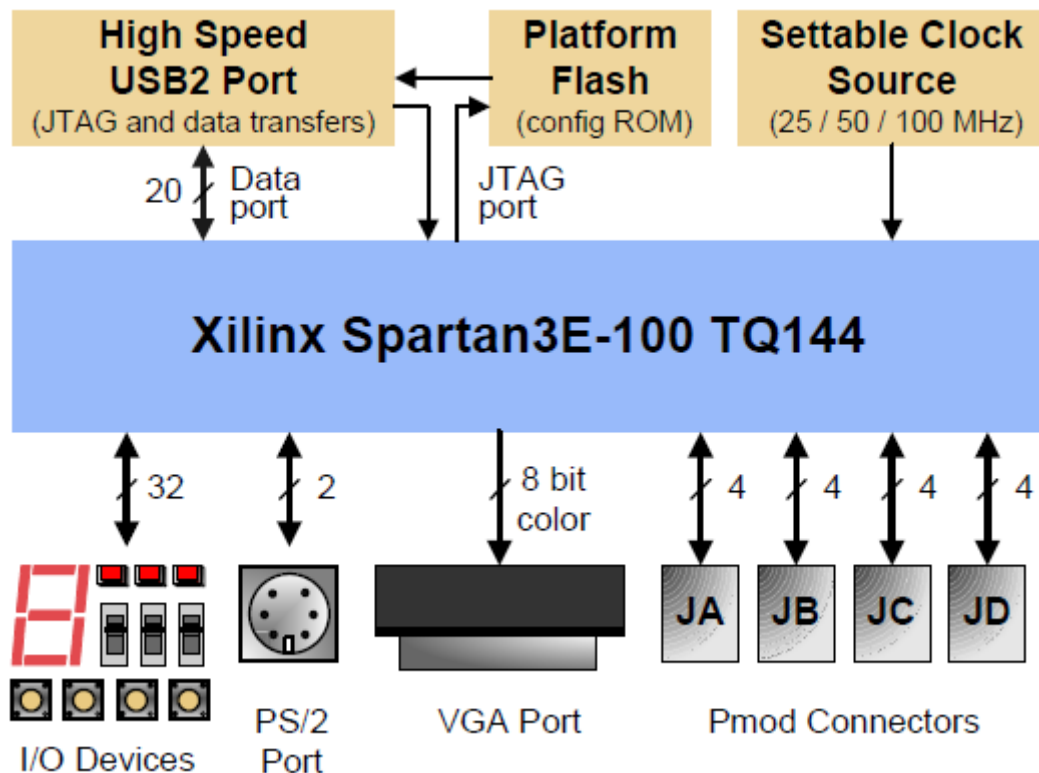 High Speed
USB2 Port
(JTAG and data transfers)
Platform
Flash
(config ROM)
Settable Clock
Source
(25 / 50 / 100 MHz)
20
Data
port
JTAG
port
Xilinx Spartan3E-100 TQ144
32
2
8 bit
color
4
4
4
4
JA
JB
JC
JD
I/O Devices
PS/2
Port
VGA Port
Pmod Connectors